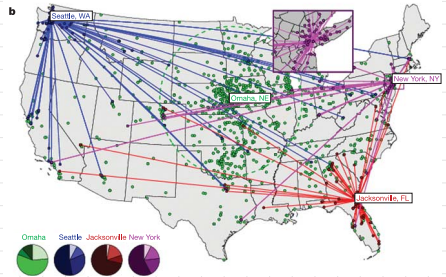 b
Seattle, WA
New York, NY
Omaha, NE
Jacksonville, FL
Omaha Seattle Jacksonville New York